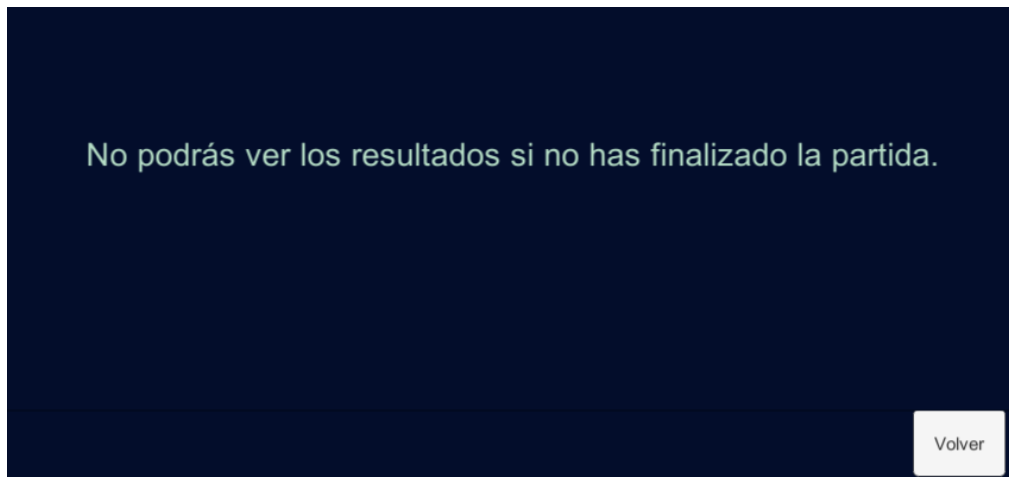 No podrás ver los resultados si no has finalizado la partida.
Volver